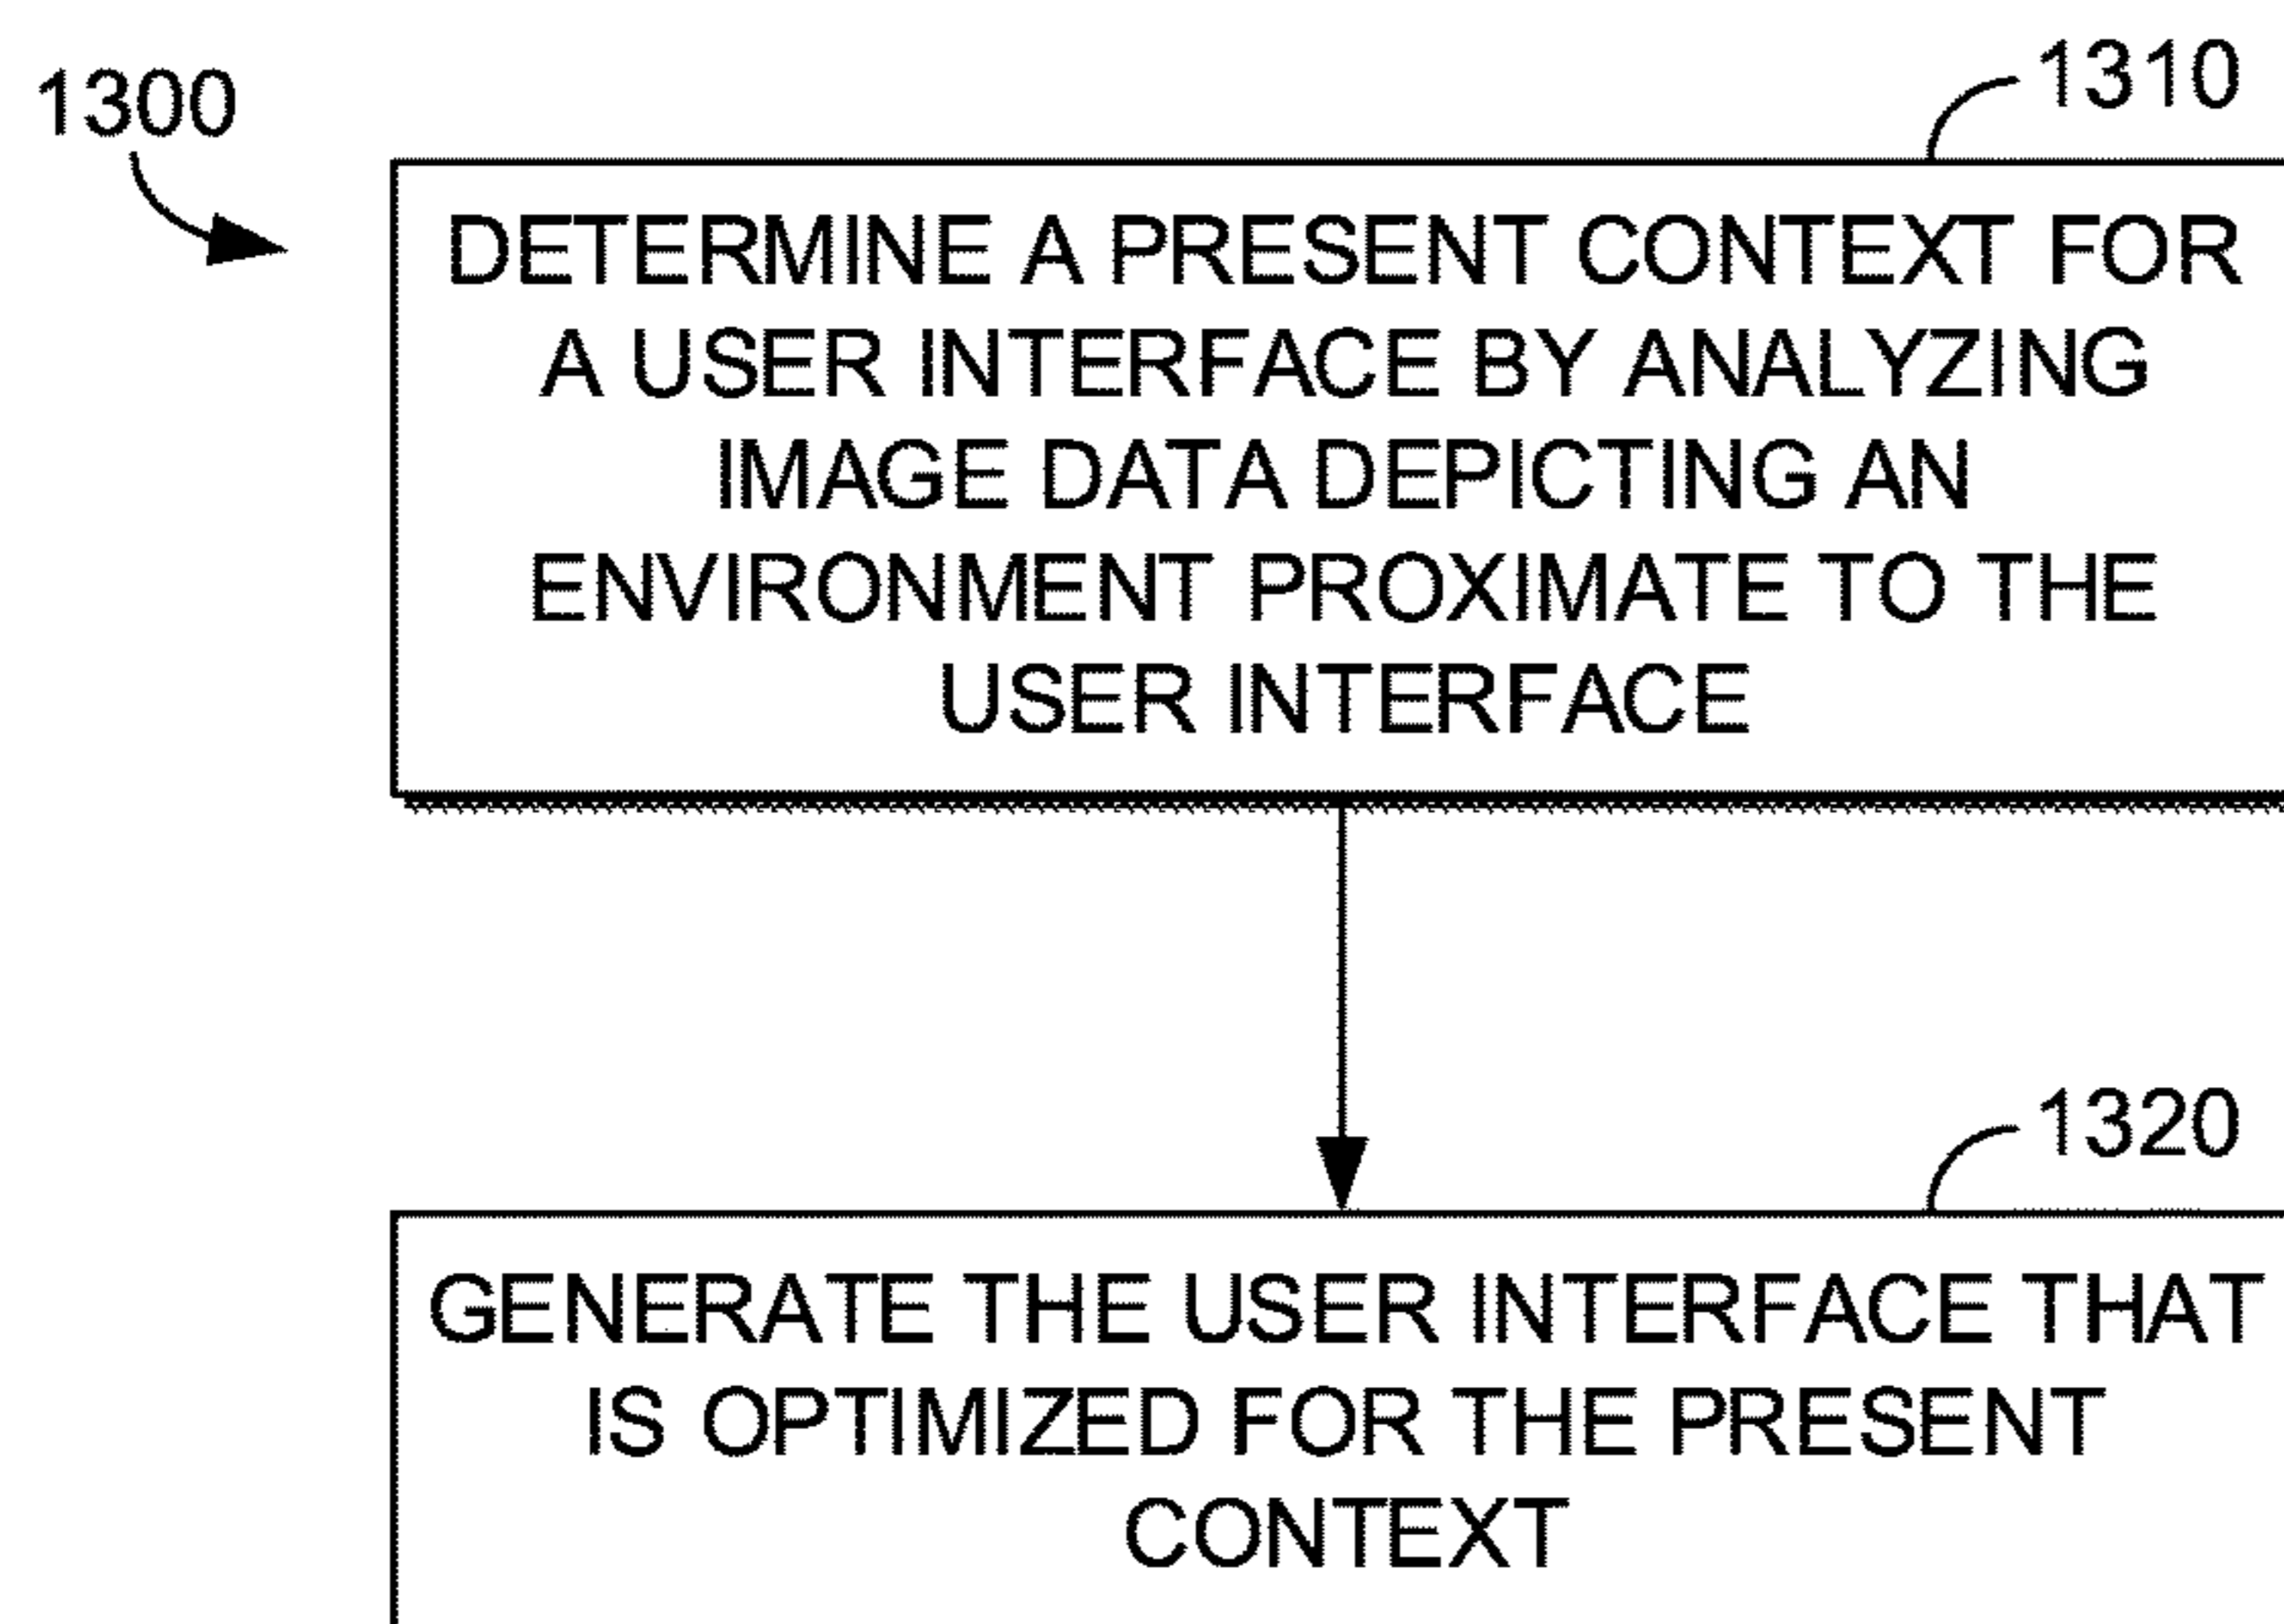 1300
1310
DETERMINE A PRESENT CONTEXT FOR
A USER INTERFACE BY ANALYZING
IMAGE DATA DEPICTING AN
ENVIRONMENT PROXIMATE TO THE
USER INTERFACE
1320
GENERATE THE USER INTERFACE THAT
IS OPTIMIZED FOR THE PRESENT
CONTEXT